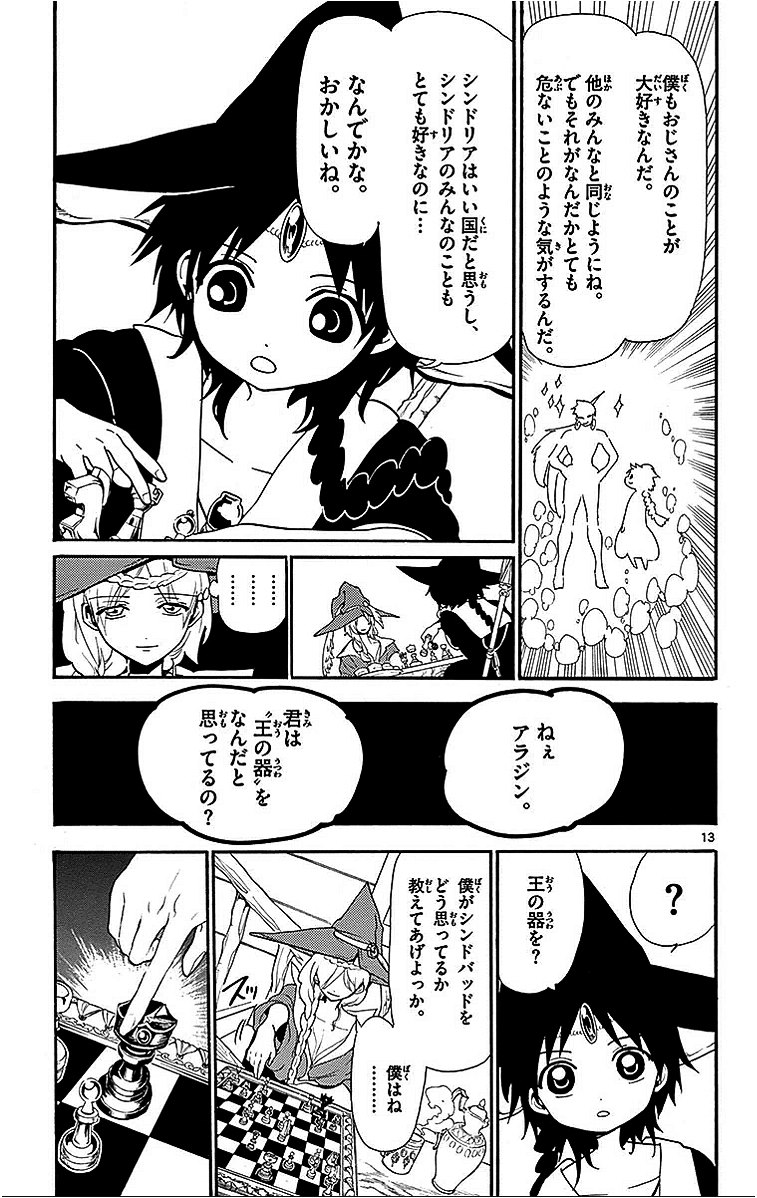 僕もおじさんのことが
大好きなんだ。
他のみんなと同じようにね。
でもそれがなんだかとても
危ないことのような気がするんだ。
シンドリアはいい国だと思うし、
シンドリアのみんなのことも
とても好きなのに…
なんでかな。
おかしいね。
………
………
ねぇ
アラジン。
君は
〝王の器〟を
なんだと
思ってるの？
13
？
王の器を？
僕がシンドバッドを
どう思ってるか
教えてあげよっか。
僕はね
………
ズッ